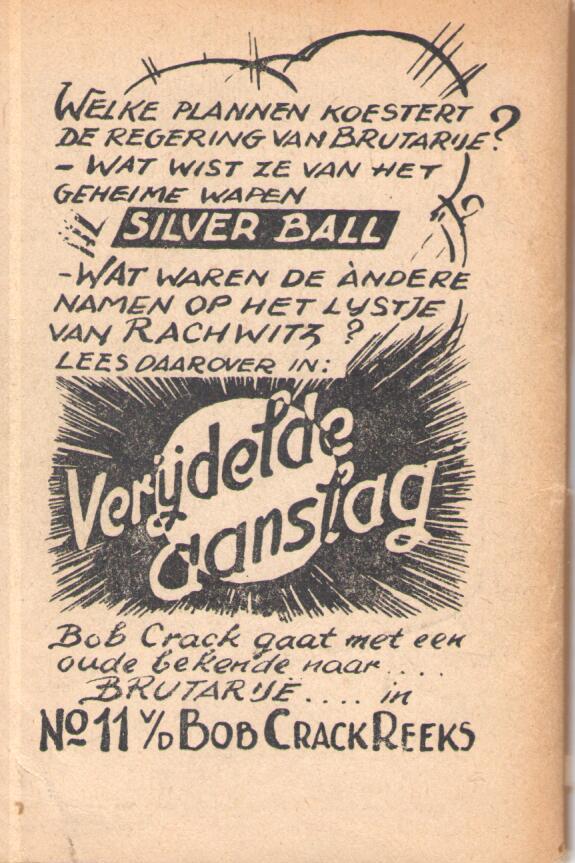 WELKE PLANNEN KOESTERT
DE REGERING VAN BRUTARIJE?
- WAT WIST ZE VAN HET
GEHEIME WAPEN
SILVER BALL
- WAT WAREN DE ÀNDERE
NAMEN OP HET LYSTJE
VAN RACHWITZ ?
LEES DAAROVER IN:
Verijdelde
aanslag
Bob Crack gaat met een
oude bekende naar ....
BRUTARIJE .... in
No 11 v/D BOB CRACK REEKS